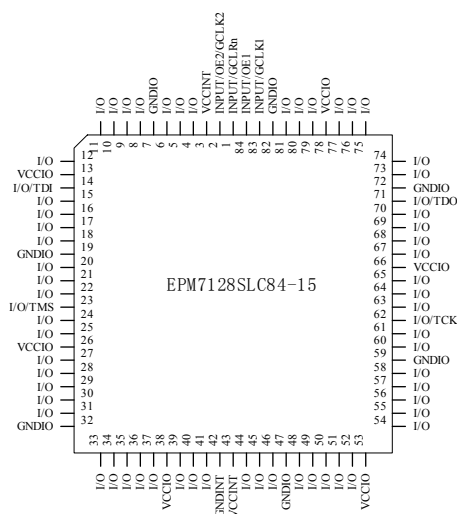 I/O
I/O
I/O
I/O
GNDIO
I/O
I/O
I/O
VCCINT
INPUT/OE2/GCLK2
INPUT/GCLRn
INPUT/OE1
INPUT/GCLK1
GNDIO
I/O
I/O
I/O
VCCIO
I/O
I/O
I/O
11 10 9 8 7 6 5 4 3 2 1 84 83 82 81 80 79 78 77 76 75
I/O 12 74 I/O
VCCIO 13 73 I/O
I/O/TDI 14 72 GNDIO
I/O 15 71 I/O/TDO
I/O 16 70 I/O
I/O 17 69 I/O
I/O 18 68 I/O
GNDIO 19 67 I/O
I/O 20 66 VCCIO
I/O 21 65 I/O
I/O 22 64 I/O
I/O/TMS 23 63 I/O
I/O 24 62 I/O/TCK
I/O 25 61 I/O
VCCIO 26 60 I/O
I/O 27 59 GNDIO
I/O 28 58 I/O
I/O 29 57 I/O
I/O 30 56 I/O
I/O 31 55 I/O
GNDIO 32 54 I/O
EPM7128SLC84-15
33 34 35 36 37 38 39 40 41 42 43 44 45 46 47 48 49 50 51 52 53
I/O
I/O
I/O
I/O
I/O
VCCIO
I/O
I/O
I/O
GNDINT
VCCINT
I/O
I/O
I/O
GNDIO
I/O
I/O
I/O
I/O
I/O
VCCIO